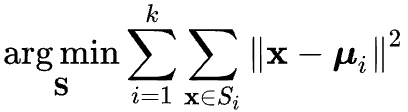 arg min_S ∑_{i=1}^{k} ∑_{x∈S_i} ‖x − μ_i‖²